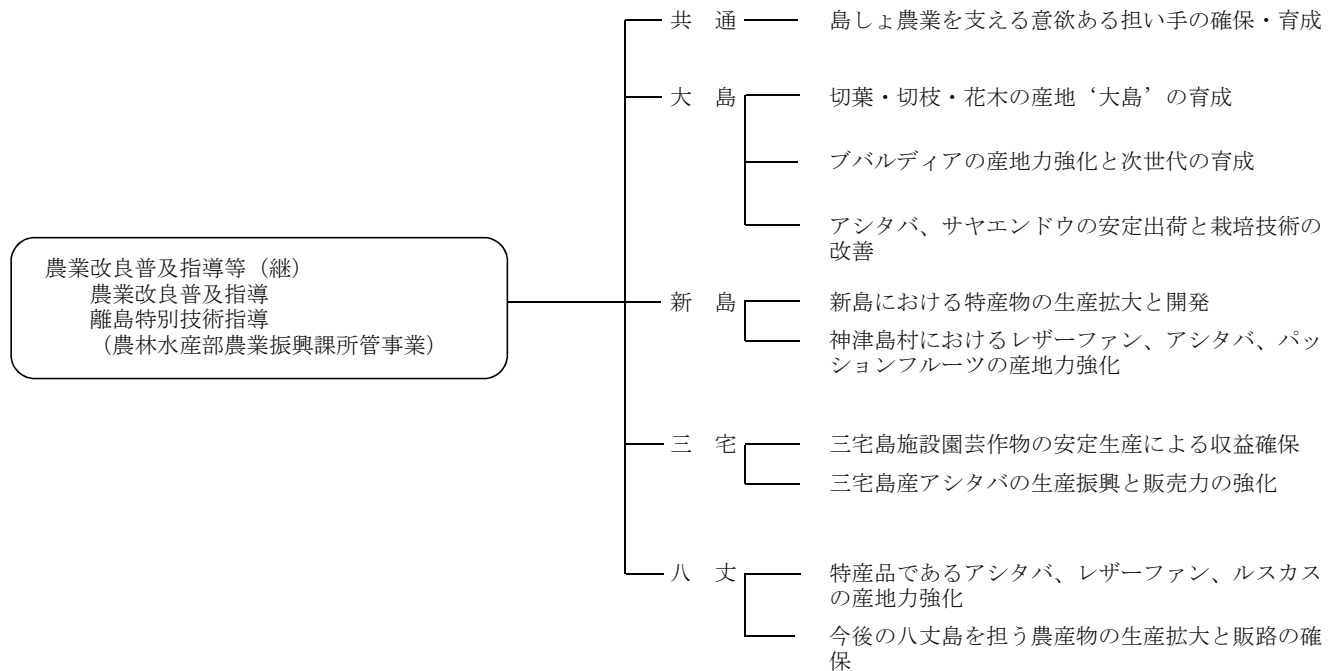 農業改良普及指導等（継）
農業改良普及指導
離島特別技術指導
（農林水産部農業振興課所管事業）
共　通
島しょ農業を支える意欲ある担い手の確保・育成
大　島
切葉・切枝・花木の産地‘大島’の育成
ブバルディアの産地力強化と次世代の育成
アシタバ、サヤエンドウの安定出荷と栽培技術の
改善
新　島
新島における特産物の生産拡大と開発
神津島村におけるレザーファン、アシタバ、パッ
ションフルーツの産地力強化
三　宅
三宅島施設園芸作物の安定生産による収益確保
三宅島産アシタバの生産振興と販売力の強化
八　丈
特産品であるアシタバ、レザーファン、ルスカス
の産地力強化
今後の八丈島を担う農産物の生産拡大と販路の確
保